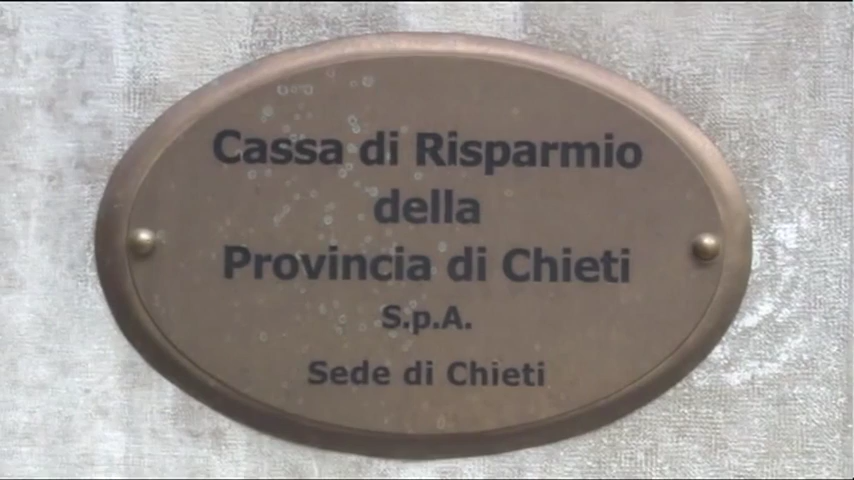 Cassa di Risparmio
della
Provincia di Chieti
S.p.A.
Sede di Chieti